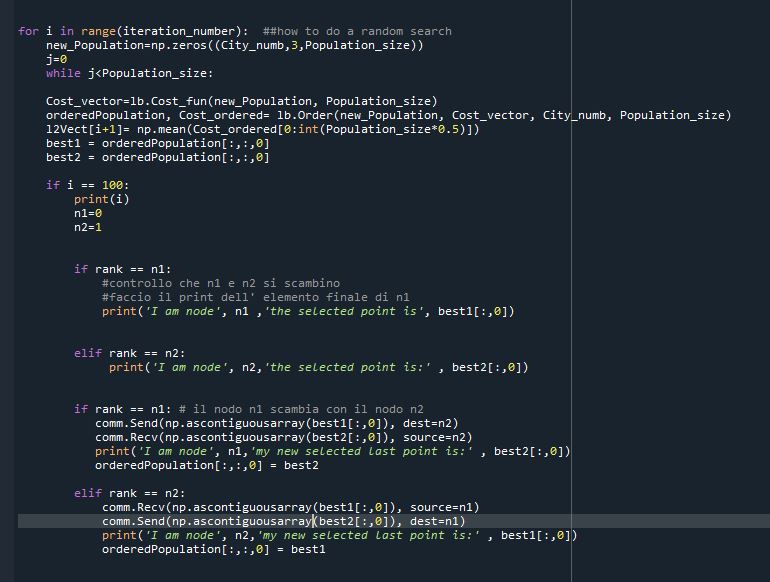 for i in range(iteration_number):  ##how to do a random search
    new_Population=np.zeros((City_numb,3,Population_size))
    j=0
    while j<Population_size:

    Cost_vector=lb.Cost_fun(new_Population, Population_size)
    orderedPopulation, Cost_ordered= lb.Order(new_Population, Cost_vector, City_numb, Population_size)
    l2Vect[i+1]= np.mean(Cost_ordered[0:int(Population_size*0.5)])
    best1 = orderedPopulation[:,:,0]
    best2 = orderedPopulation[:,:,0]

    if i == 100:
        print(i)
        n1=0
        n2=1

        if rank == n1:
            #controllo che n1 e n2 si scambino
            #faccio il print dell' elemento finale di n1
            print('I am node', n1 ,'the selected point is', best1[:,0])

        elif rank == n2:
             print('I am node', n2,'the selected point is:' , best2[:,0])

        if rank == n1: # il nodo n1 scambia con il nodo n2
           comm.Send(np.ascontiguousarray(best1[:,0]), dest=n2)
           comm.Recv(np.ascontiguousarray(best2[:,0]), source=n2)
           print('I am node', n1,'my new selected last point is:' , best2[:,0])
           orderedPopulation[:,:,0] = best2

        elif rank == n2:
            comm.Recv(np.ascontiguousarray(best1[:,0]), source=n1)
            comm.Send(np.ascontiguousarray(best2[:,0]), dest=n1)
            print('I am node', n2,'my new selected last point is:' , best1[:,0])
            orderedPopulation[:,:,0] = best1